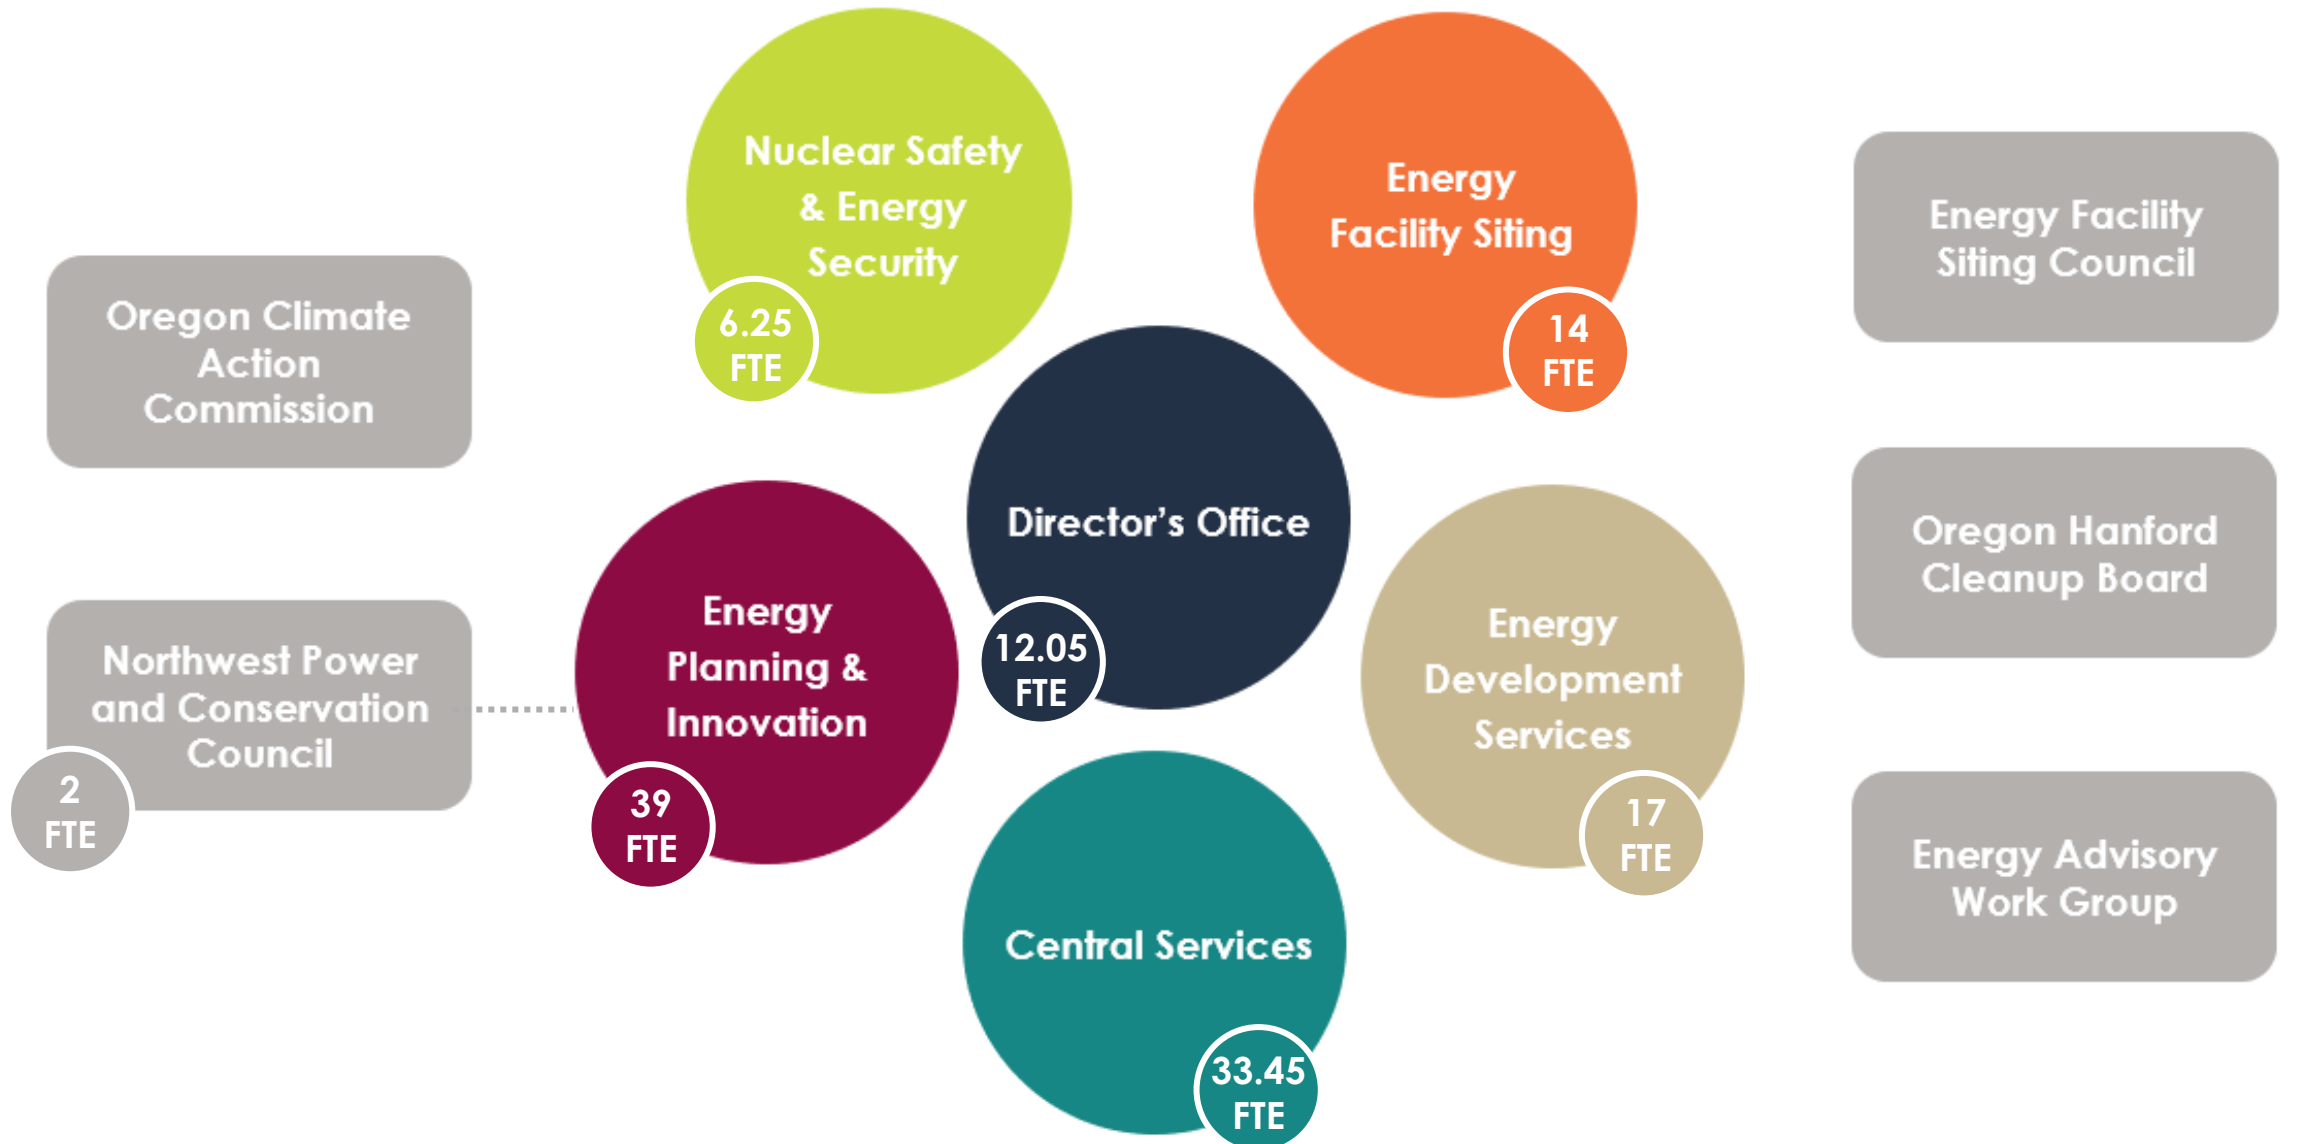 Nuclear Safety
& Energy
Security
6.25
FTE
Energy
Facility Siting
14
FTE
Energy Facility
Siting Council
Oregon Climate
Action
Commission
Director's Office
12.05
FTE
Oregon Hanford
Cleanup Board
Northwest Power
and Conservation
Council
2
FTE
Energy
Planning &
Innovation
39
FTE
Energy
Development
Services
17
FTE
Energy Advisory
Work Group
Central Services
33.45
FTE